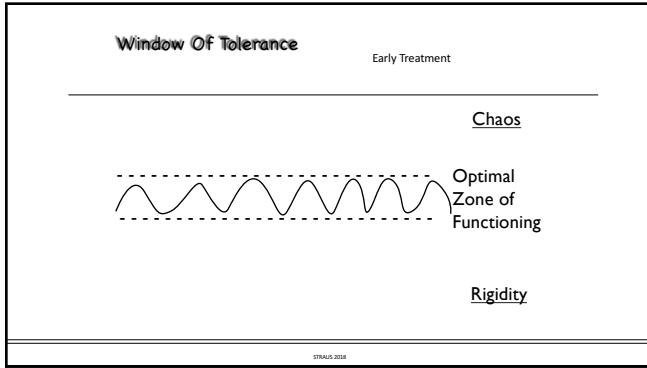 Window Of Tolerance
Early Treatment
Chaos
Optimal
Zone of
Functioning
Rigidity
STRAUS 2018